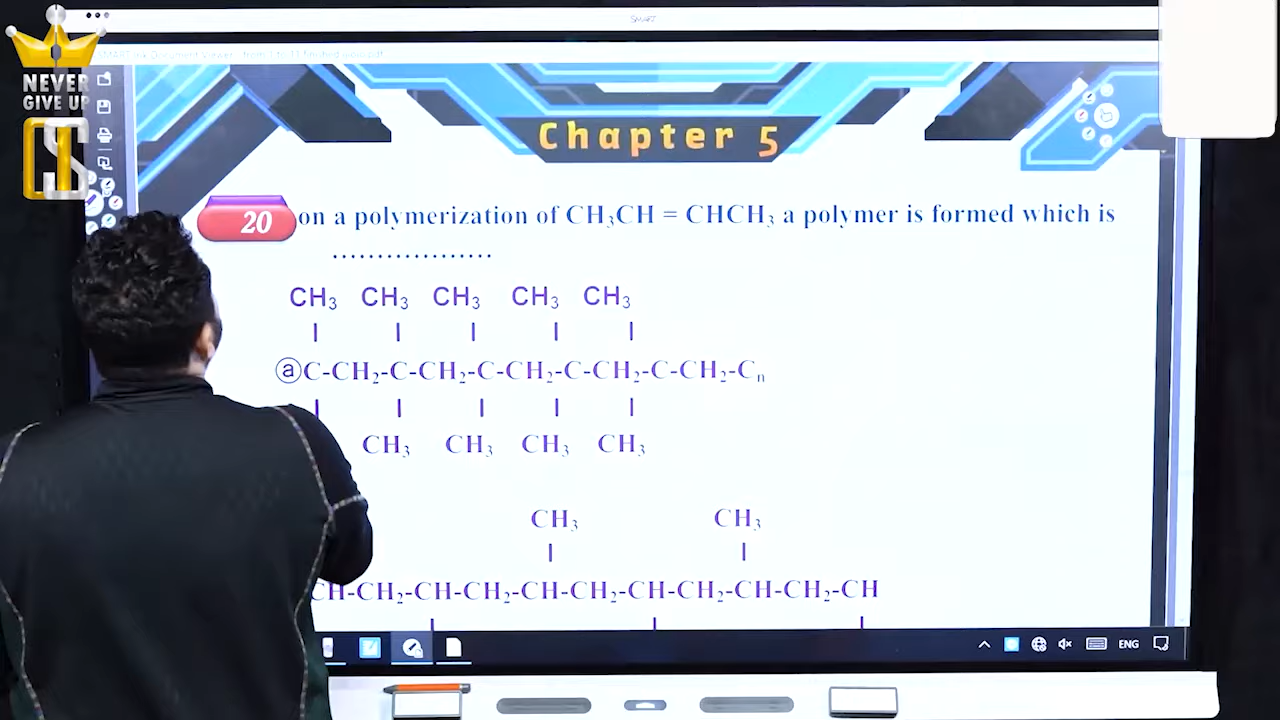 SMART
NEVER
GIVE UP
CS
Chapter 5
20 on a polymerization of CH₃CH = CHCH₃ a polymer is formed which is
..................
CH₃ CH₃ CH₃ CH₃ CH₃
ⓐ C-CH₂-C-CH₂-C-CH₂-C-CH₂-C-CH₂-Cₙ
CH₃ CH₃ CH₃ CH₃
CH₃ CH₃
CH-CH₂-CH-CH₂-CH-CH₂-CH-CH₂-CH-CH₂-CH
ENG